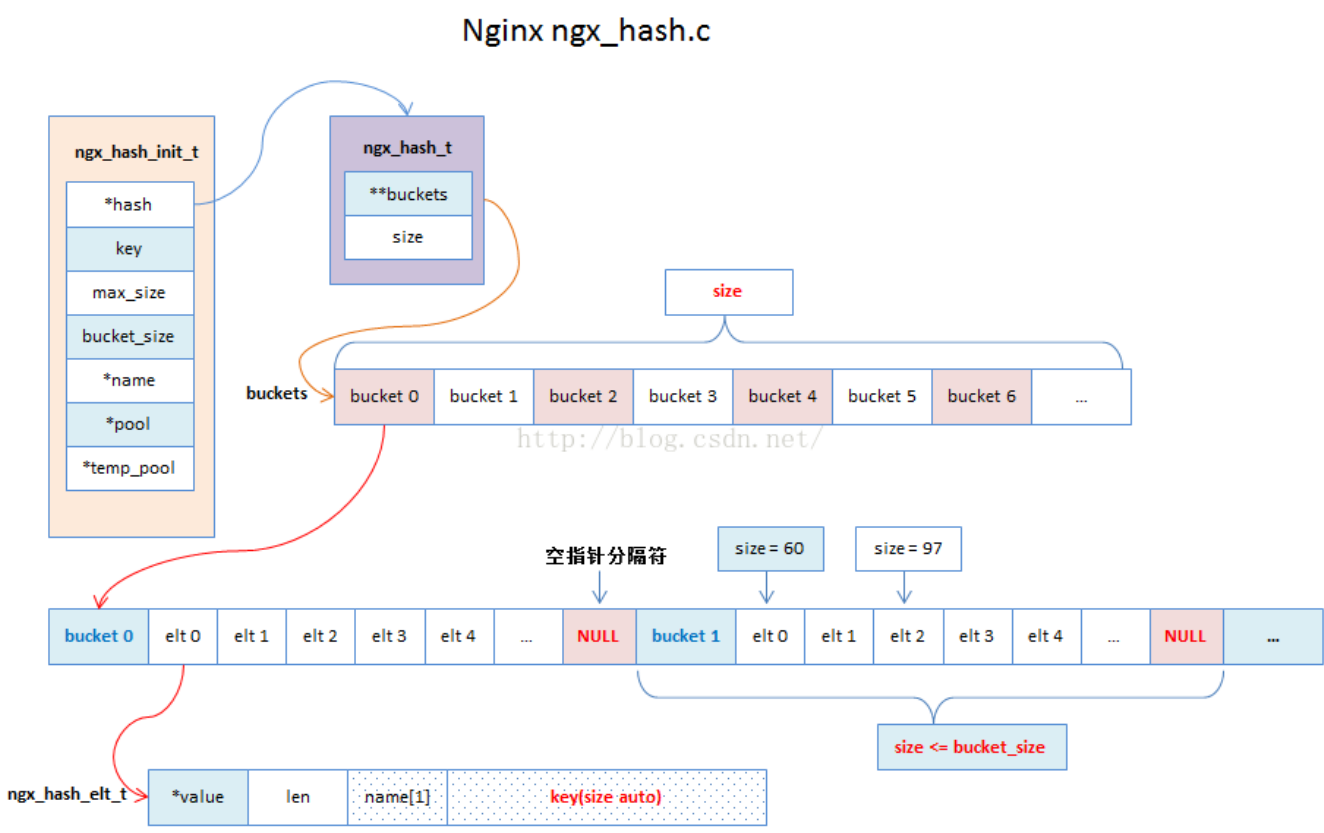 Nginx ngx_hash.c
ngx_hash_init_t
*hash
key
max_size
bucket_size
*name
*pool
*temp_pool
ngx_hash_t
**buckets
size
size
buckets
bucket 0 bucket 1 bucket 2 bucket 3 bucket 4 bucket 5 bucket 6 ...
http://blog.csdn.net/
空指针分隔符
size = 60
size = 97
bucket 0 elt 0 elt 1 elt 2 elt 3 elt 4 ... NULL bucket 1 elt 0 elt 1 elt 2 elt 3 elt 4 ... NULL ...
size <= bucket_size
ngx_hash_elt_t
*value len name[1] key(size auto)